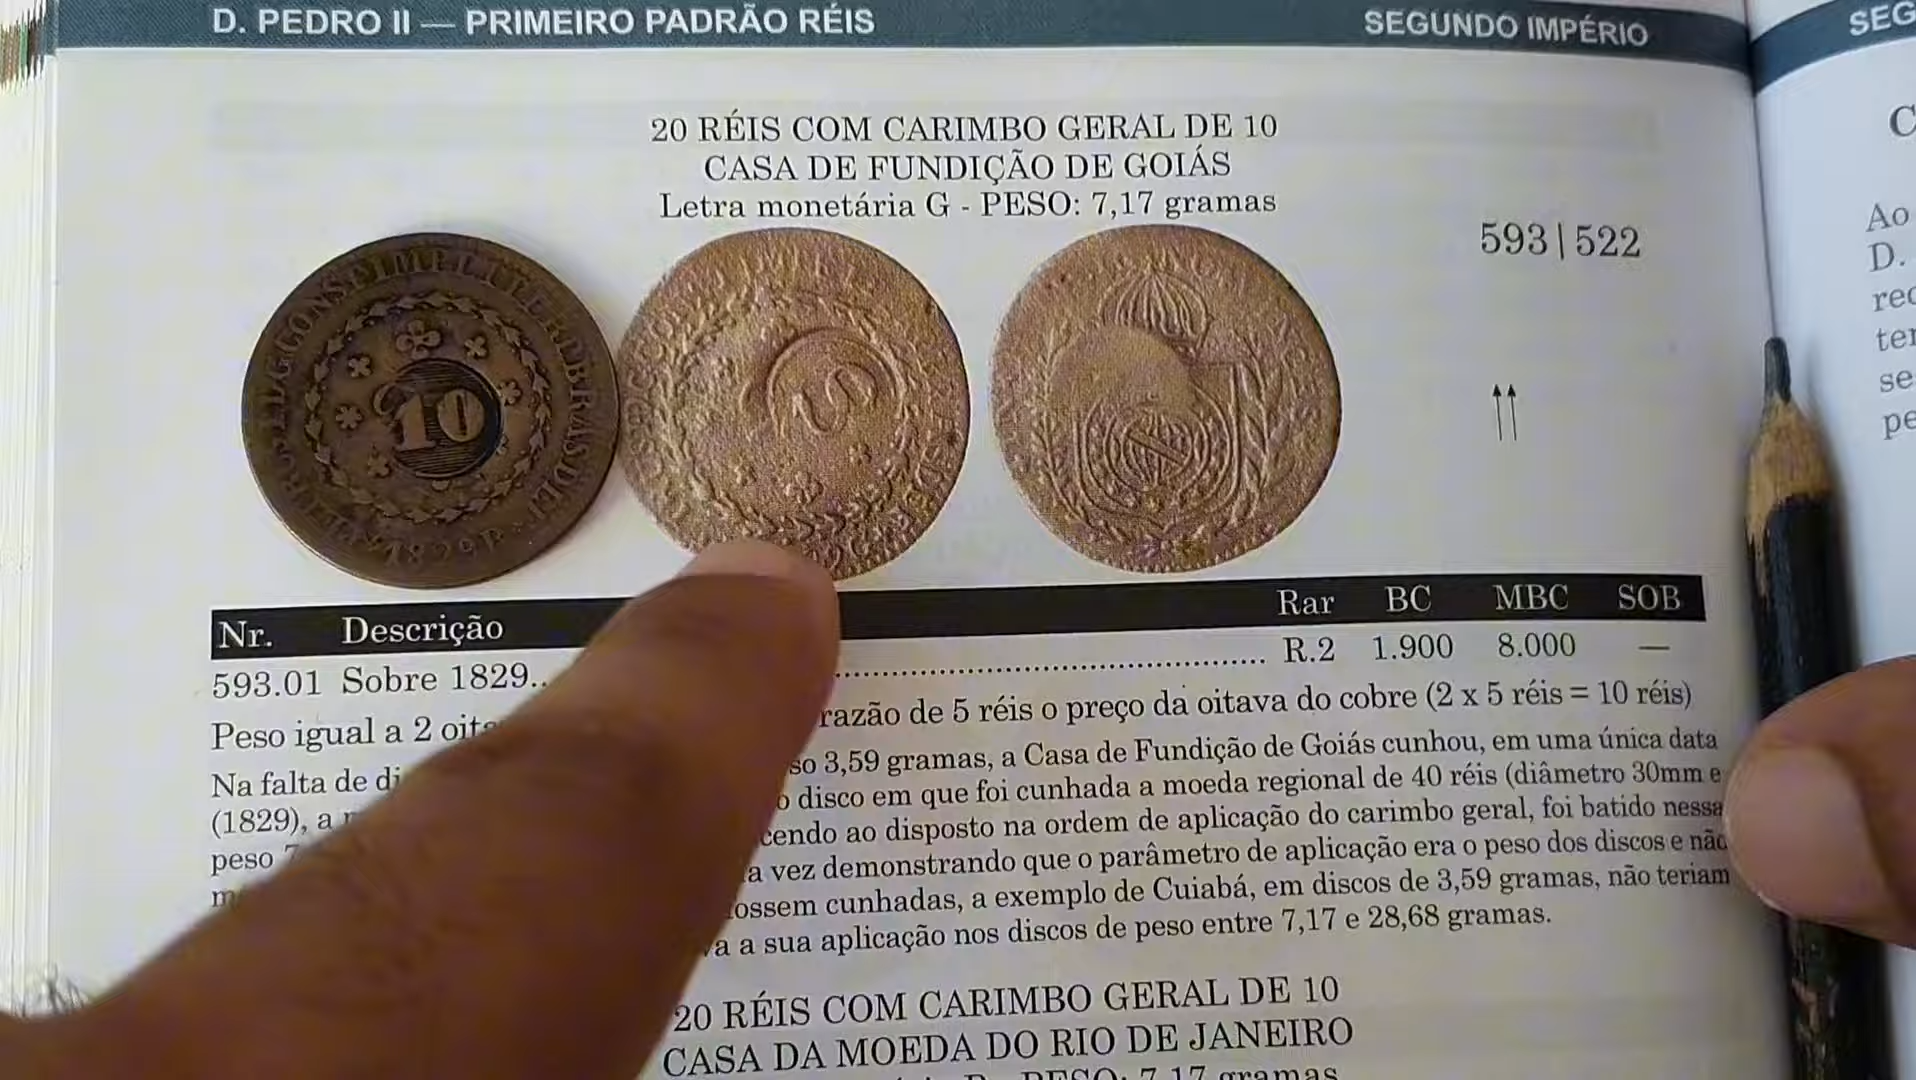 D. PEDRO II — PRIMEIRO PADRÃO RÉIS
SEGUNDO IMPÉRIO
SEG
20 RÉIS COM CARIMBO GERAL DE 10
CASA DE FUNDIÇÃO DE GOIÁS
Letra monetária G - PESO: 7,17 gramas
593|522
10
1829
Nr. Descrição Rar BC MBC SOB
593.01 Sobre 1829.. R.2 1.900 8.000 —
Peso igual a 2 razão de 5 réis o preço da oitava do cobre (2 x 5 réis = 10 réis)
Na falta de 3,59 gramas, a Casa de Fundição de Goiás cunhou, em uma única data
(1829), a disco em que foi cunhada a moeda regional de 40 réis (diâmetro 30mm e
peso ao disposto na ordem de aplicação do carimbo geral, foi batido nessa
vez demonstrando que o parâmetro de aplicação era o peso dos discos e
cunhadas, a exemplo de Cuiabá, em discos de 3,59 gramas, não teriam
a sua aplicação nos discos de peso entre 7,17 e 28,68 gramas.
20 RÉIS COM CARIMBO GERAL DE 10
CASA DA MOEDA DO RIO DE JANEIRO
PESO: 7,17 gramas
C
Ao
D.